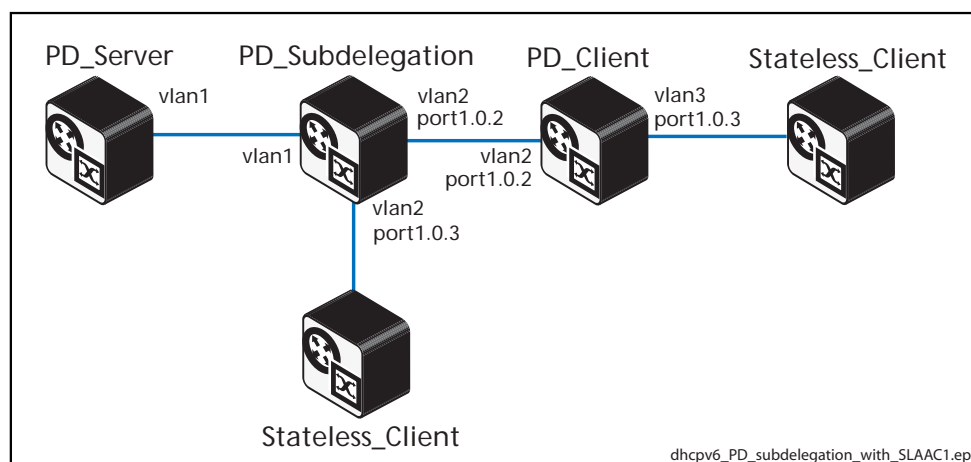 PD_Server
PD_Subdelegation
PD_Client
Stateless_Client
vlan1
vlan1
vlan2
port1.0.2
vlan2
port1.0.2
vlan3
port1.0.3
vlan2
port1.0.3
Stateless_Client
dhcpv6_PD_subdelegation_with_SLAAC1.ep